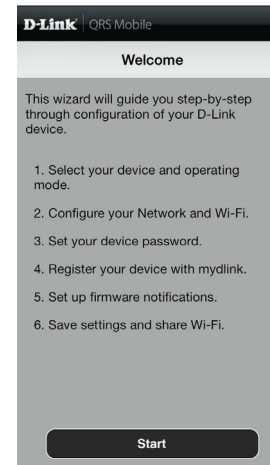 D-Link QRS Mobile
Welcome
This wizard will guide you step-by-step
through configuration of your D-Link
device.
1. Select your device and operating
mode.
2. Configure your Network and Wi-Fi.
3. Set your device password.
4. Register your device with mydlink.
5. Set up firmware notifications.
6. Save settings and share Wi-Fi.
Start